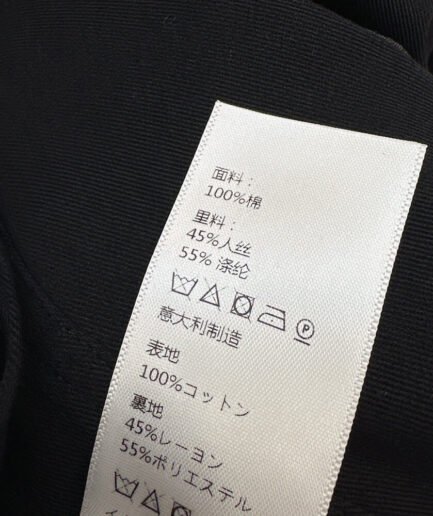 面料：
100%棉
里料：
45%人丝
55% 涤纶
P
意大利制造
表地
100%コットン
裏地
45%レーヨン
55%ポリエステル